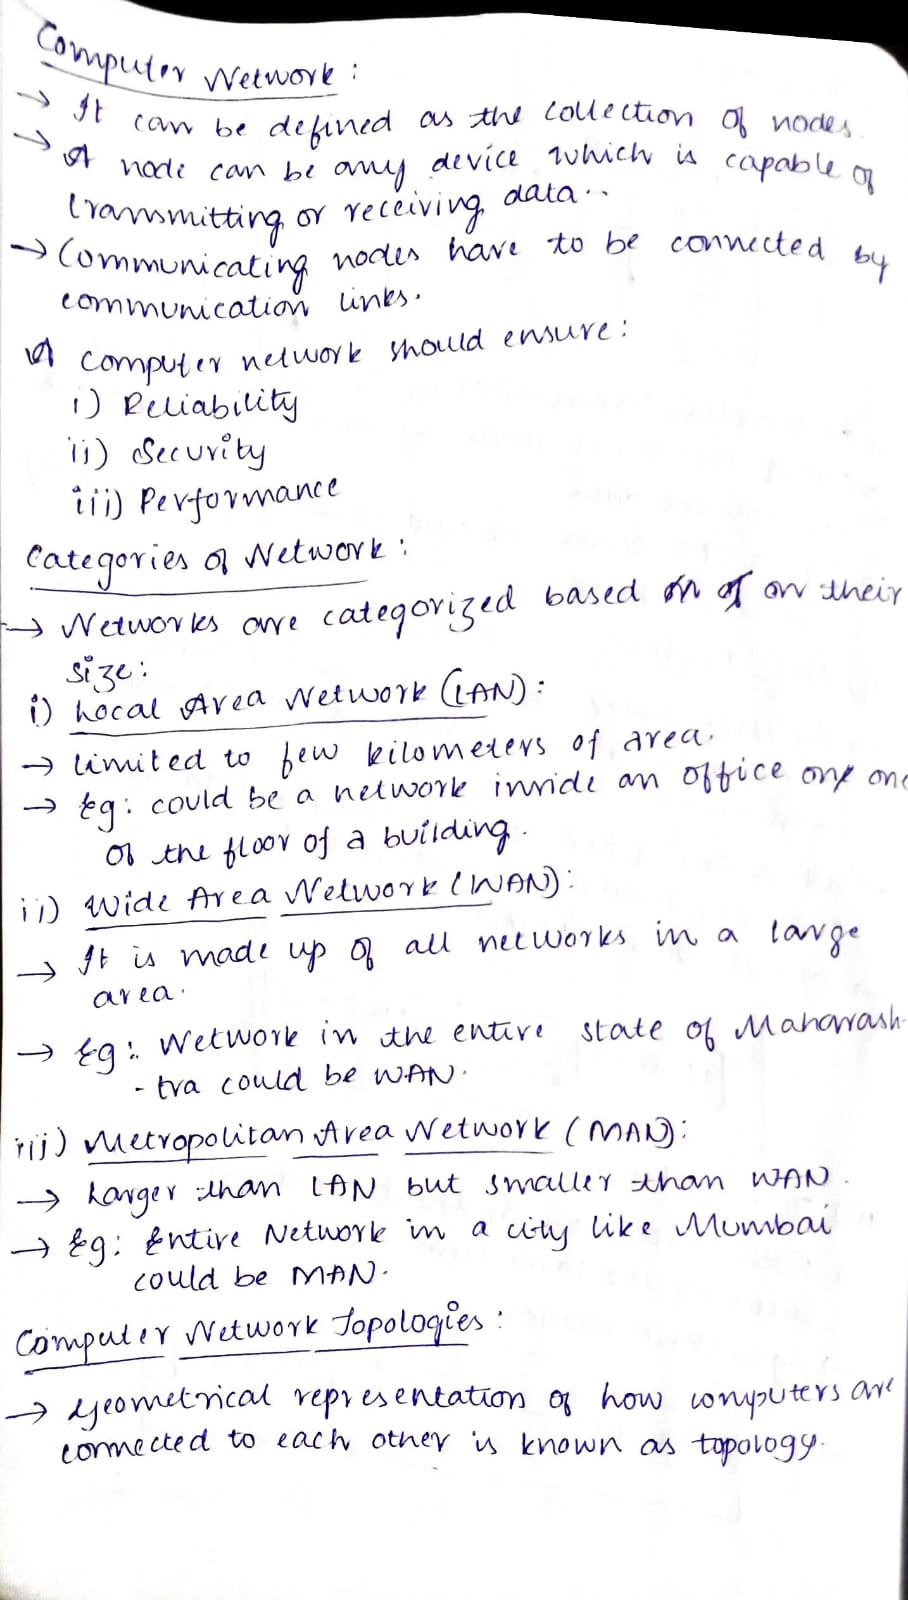 Computer Network :
→ It can be defined as the collection of nodes.
→ A node can be any device which is capable of
transmitting or receiving data..
→ Communicating nodes have to be connected by
communication links.
A computer network should ensure :
i) Reliability
ii) Security
iii) Performance
Categories of Network :
→ Networks are categorized based on their
size :
i) Local Area Network (LAN) :
→ Limited to few kilometers of area.
→ Eg : could be a network inside an office one
of the floor of a building.
ii) Wide Area Network (WAN) :
→ It is made up of all networks in a large
area.
→ Eg : Network in the entire state of Maharash-
- tra could be WAN.
iii) Metropolitan Area Network (MAN) :
→ Larger than LAN but smaller than WAN.
→ Eg : Entire Network in a city like Mumbai
could be MAN.
Computer Network Topologies :
→ Geometrical representation of how computers are
connected to each other is known as topology.